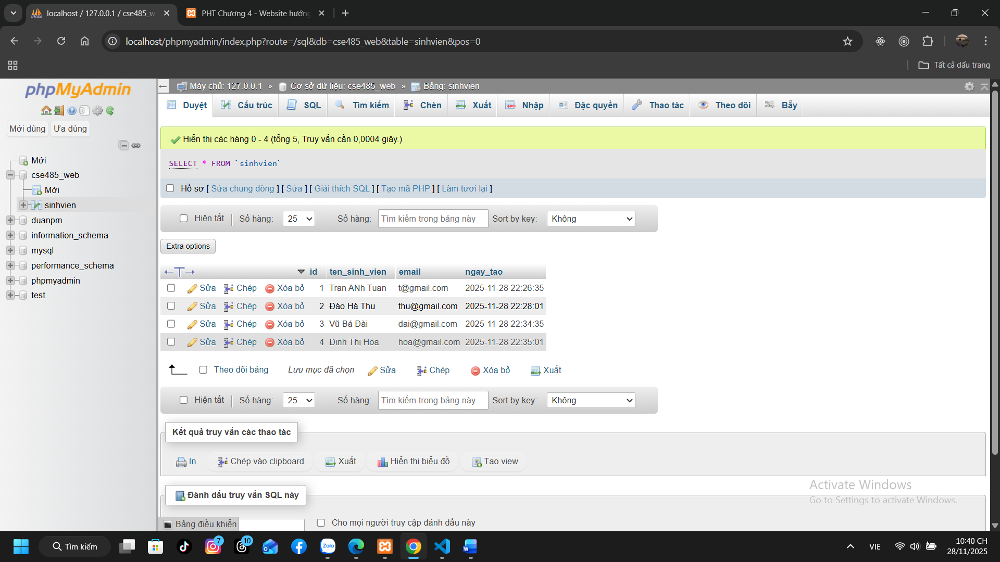 localhost / 127.0.0.1 / cse485_w
PHT Chương 4 - Website hướng
localhost/phpmyadmin/index.php?route=/sql&db=cse485_web&table=sinhvien&pos=0
Tất cả dấu trang
phpMyAdmin
Mới dùng Ưa dùng
Mới
cse485_web
Mới
sinhvien
duanpm
information_schema
mysql
performance_schema
phpmyadmin
test
Máy chủ: 127.0.0.1 » Cơ sở dữ liệu: cse485_web » Bảng: sinhvien
Duyệt Cấu trúc SQL Tìm kiếm Chèn Xuất Nhập Đặc quyền Thao tác Theo dõi Bẫy
Hiển thị các hàng 0 - 4 (tổng 5, Truy vấn cần 0,0004 giây.)
SELECT * FROM `sinhvien`
Hồ sơ [ Sửa chung dòng ] [ Sửa ] [ Giải thích SQL ] [ Tạo mã PHP ] [ Làm tươi lại ]
Hiện tất Số hàng: 25 Số hàng: Tìm kiếm trong bảng này Sort by key: Không
Extra options
id ten_sinh_vien email ngay_tao
Sửa Chép Xóa bỏ 1 Tran ANh Tuan t@gmail.com 2025-11-28 22:26:35
Sửa Chép Xóa bỏ 2 Đào Hà Thu thu@gmail.com 2025-11-28 22:28:01
Sửa Chép Xóa bỏ 3 Vũ Bá Đài dai@gmail.com 2025-11-28 22:34:35
Sửa Chép Xóa bỏ 4 Đinh Thị Hoa hoa@gmail.com 2025-11-28 22:35:01
Theo dõi bảng Lưu mục đã chọn Sửa Chép Xóa bỏ Xuất
Hiện tất Số hàng: 25 Số hàng: Tìm kiếm trong bảng này Sort by key: Không
Kết quả truy vấn các thao tác
In Chép vào clipboard Xuất Hiển thị biểu đồ Tạo view
Đánh dấu truy vấn SQL này
Bảng điều khiển
Cho mọi người truy cập đánh dấu này
Activate Windows
Go to Settings to activate Windows.
Tìm kiếm
7
10
Zalo
VIE
10:40 CH
28/11/2025